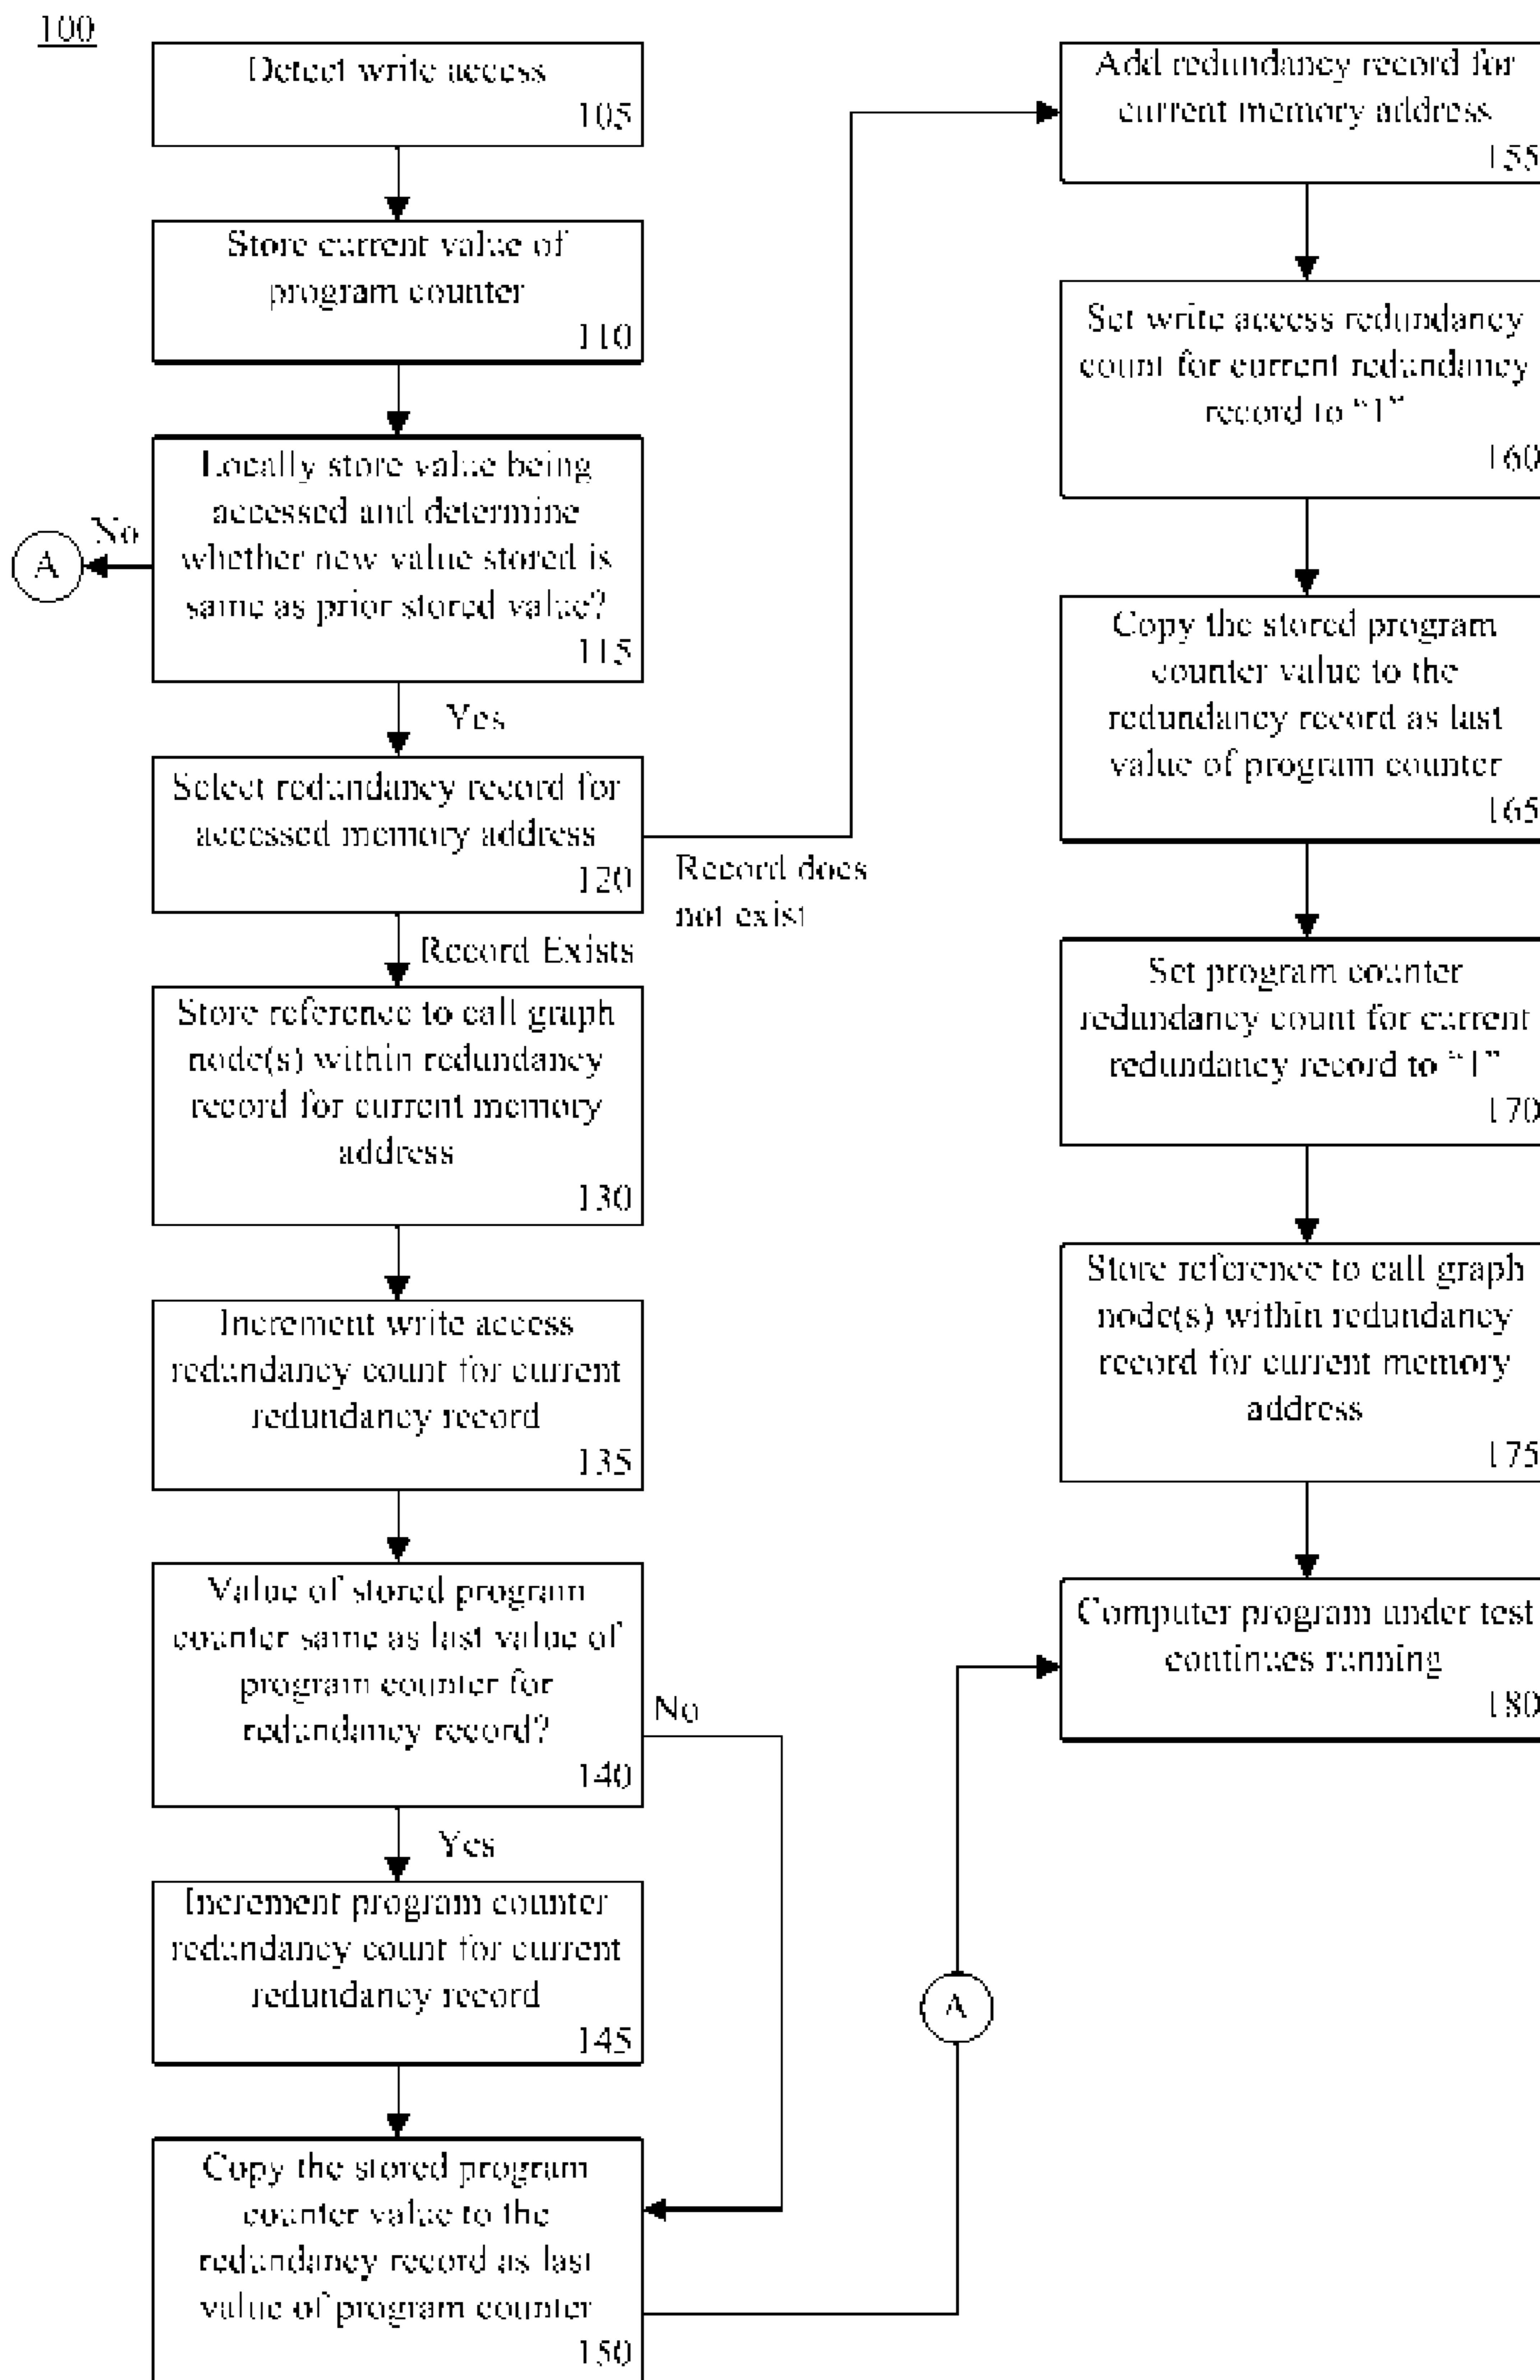 100
Detect write access
105
Store current value of
program counter
110
Locally store value being
accessed and determine
whether new value stored is
same as prior stored value?
115
No
A
Yes
Select redundancy record for
accessed memory address
120
Record does
not exist
Record Exists
Store reference to call graph
node(s) within redundancy
record for current memory
address
130
Increment write access
redundancy count for current
redundancy record
135
Value of stored program
counter same as last value of
program counter for
redundancy record?
140
No
Yes
Increment program counter
redundancy count for current
redundancy record
145
Copy the stored program
counter value to the
redundancy record as last
value of program counter
150
A
Add redundancy record for
current memory address
155
Set write access redundancy
count for current redundancy
record to “1”
160
Copy the stored program
counter value to the
redundancy record as last
value of program counter
165
Set program counter
redundancy count for current
redundancy record to “1”
170
Store reference to call graph
node(s) within redundancy
record for current memory
address
175
Computer program under test
continues running
180